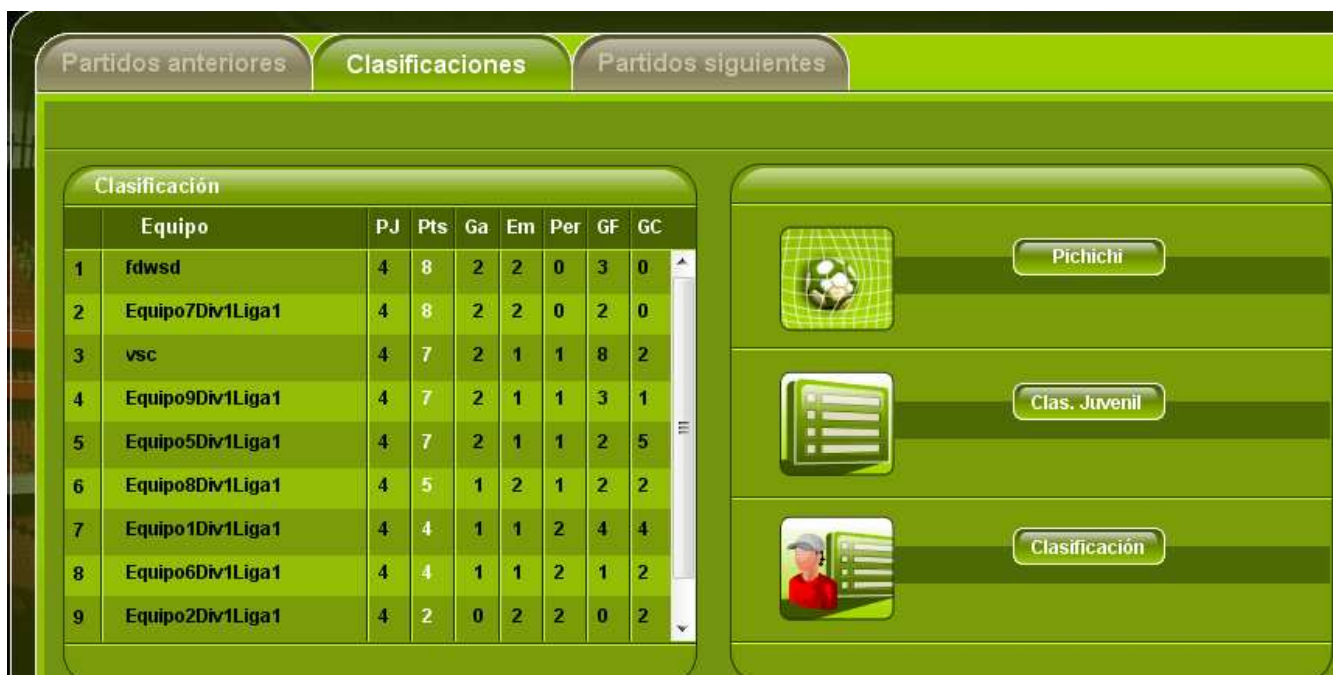 Partidos anteriores Clasificaciones Partidos siguientes
Clasificación
Equipo PJ Pts Ga Em Per GF GC
1 fdwsd 4 8 2 2 0 3 0
2 Equipo7Div1Liga1 4 8 2 2 0 2 0
3 vsc 4 7 2 1 1 8 2
4 Equipo9Div1Liga1 4 7 2 1 1 3 1
5 Equipo5Div1Liga1 4 7 2 1 1 2 5
6 Equipo8Div1Liga1 4 5 1 2 1 2 2
7 Equipo1Div1Liga1 4 4 1 1 2 4 4
8 Equipo6Div1Liga1 4 4 1 1 2 1 2
9 Equipo2Div1Liga1 4 2 0 2 2 0 2
Pichichi
Clas. Juvenil
Clasificación